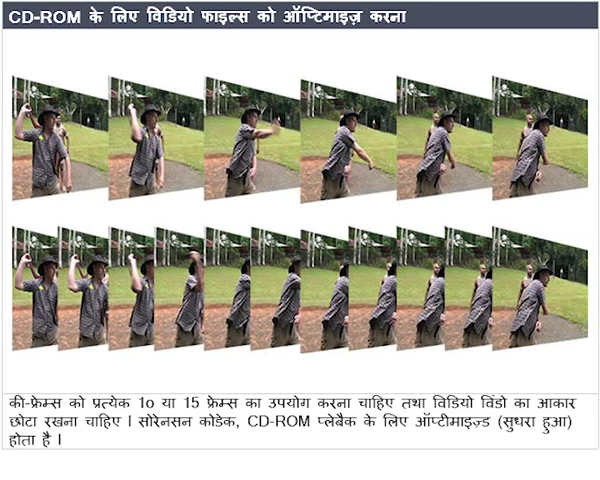 CD-ROM के लिए विडियो फाइल्स को ऑप्टिमाइज़ करना
की-फ्रेम्स को प्रत्येक 1o या 15 फ्रेम्स का उपयोग करना चाहिए तथा विडियो विंडो का आकार
छोटा रखना चाहिए । सोरेनसन कोडेक, CD-ROM प्लेबैक के लिए ऑप्टीमाइज़्ड (सुधरा हुआ)
होता है ।